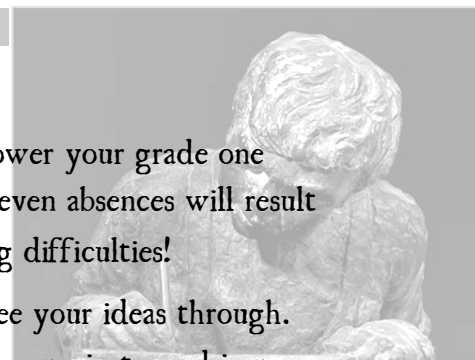 ower your grade one
even absences will result
g difficulties!
ee your ideas through.